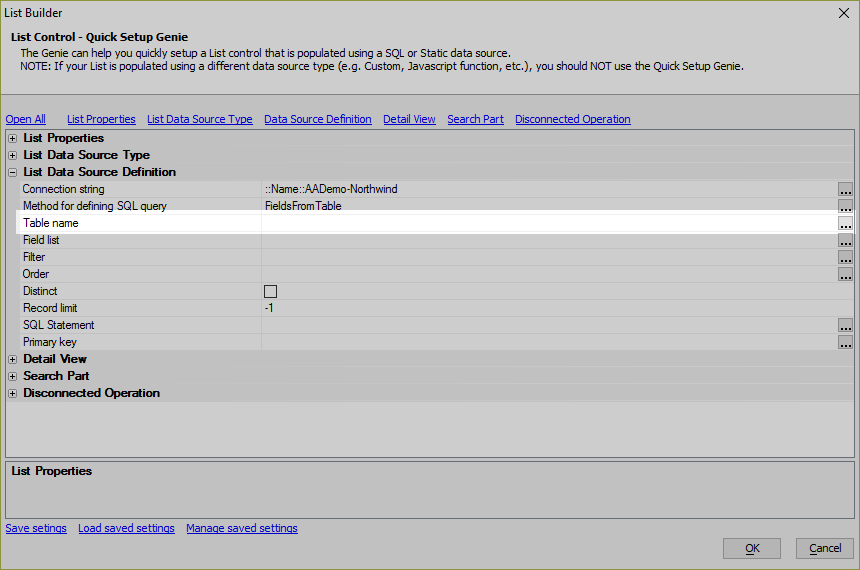 List Builder
List Control - Quick Setup Genie
The Genie can help you quickly setup a List control that is populated using a SQL or Static data source.
NOTE: If your List is populated using a different data source type (e.g. Custom, Javascript function, etc.), you should NOT use the Quick Setup Genie.
Open All List Properties List Data Source Type Data Source Definition Detail View Search Part Disconnected Operation
List Properties
List Data Source Type
List Data Source Definition
Connection string ::Name::AADemo-Northwind ...
Method for defining SQL query FieldsFromTable ...
Table name ...
Field list ...
Filter ...
Order ...
Distinct
Record limit -1
SQL Statement ...
Primary key ...
Detail View
Search Part
Disconnected Operation
List Properties
Save setings Load saved settings Manage saved settings
OK Cancel